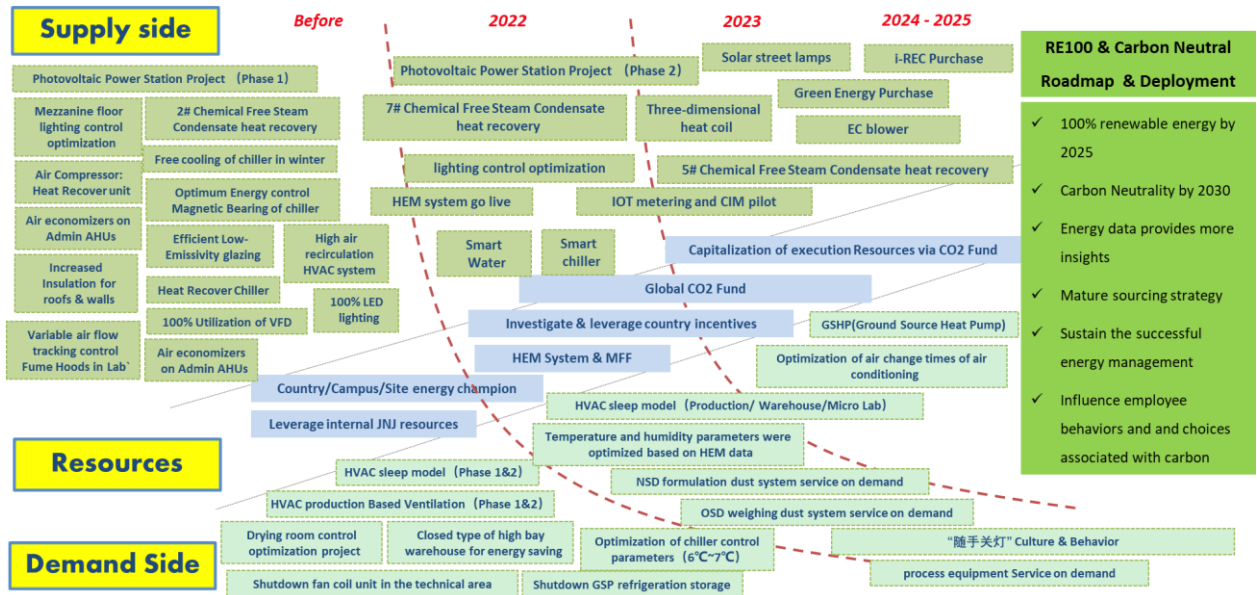 Supply side
Before
2022
2023
2024 - 2025
Photovoltaic Power Station Project （Phase 1）
Mezzanine floor
lighting control
optimization
2# Chemical Free Steam
Condensate heat recovery
Free cooling of chiller in winter
Air Compressor:
Heat Recover unit
Optimum Energy control
Magnetic Bearing of chiller
Air economizers on
Admin AHUs
Efficient Low-
Emissivity glazing
High air
recirculation
HVAC system
Increased
Insulation for
roofs & walls
Heat Recover Chiller
100% LED
lighting
100% Utilization of VFD
Variable air flow
tracking control
Fume Hoods in Lab`
Air economizers
on Admin AHUs
Photovoltaic Power Station Project （Phase 2）
7# Chemical Free Steam Condensate
heat recovery
lighting control optimization
HEM system go live
Smart
Water
Smart
chiller
Solar street lamps
i-REC Purchase
Green Energy Purchase
Three-dimensional
heat coil
EC blower
5# Chemical Free Steam Condensate heat recovery
IOT metering and CIM pilot
Capitalization of execution Resources via CO2 Fund
Global CO2 Fund
Investigate & leverage country incentives
HEM System & MFF
Country/Campus/Site energy champion
Leverage internal JNJ resources
Resources
GSHP(Ground Source Heat Pump)
Optimization of air change times of air
conditioning
HVAC sleep model（Production/ Warehouse/Micro Lab）
Temperature and humidity parameters were
optimized based on HEM data
HVAC sleep model（Phase 1&2）
NSD formulation dust system service on demand
HVAC production Based Ventilation（Phase 1&2）
OSD weighing dust system service on demand
Demand Side
Drying room control
optimization project
Closed type of high bay
warehouse for energy saving
Optimization of chiller control
parameters（6℃~7℃）
“随手关灯” Culture & Behavior
Shutdown fan coil unit in the technical area
Shutdown GSP refrigeration storage
process equipment Service on demand
RE100 & Carbon Neutral
Roadmap & Deployment
✓ 100% renewable energy by
2025
✓ Carbon Neutrality by 2030
✓ Energy data provides more
insights
✓ Mature sourcing strategy
✓ Sustain the successful
energy management
✓ Influence employee
behaviors and and choices
associated with carbon